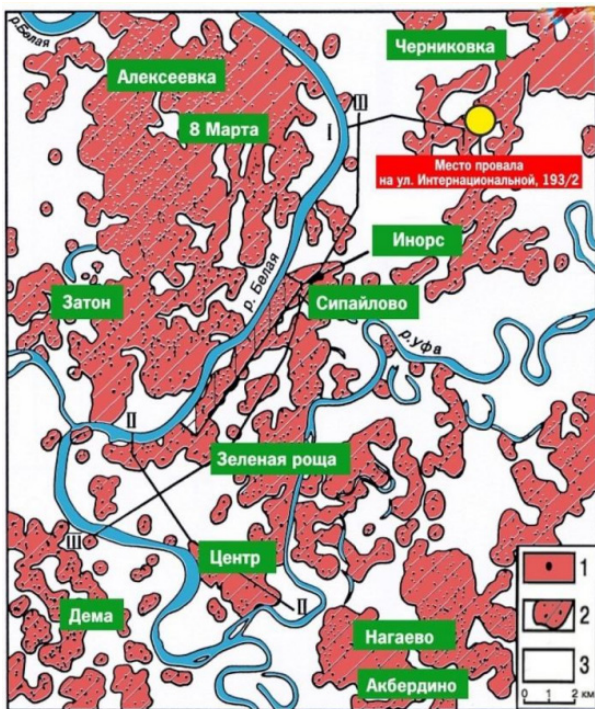 р.Белая
Черниковка
Алексеевка
III
8 Марта
I
Место провала
на ул. Интернациональной, 193/2
Инорс
р. Белая
Затон
Сипайлово
р.Уфа
II
Зеленая роща
III
Центр
1
II
Дема
2
Нагаево
3
Акбердино
0 1 2
км